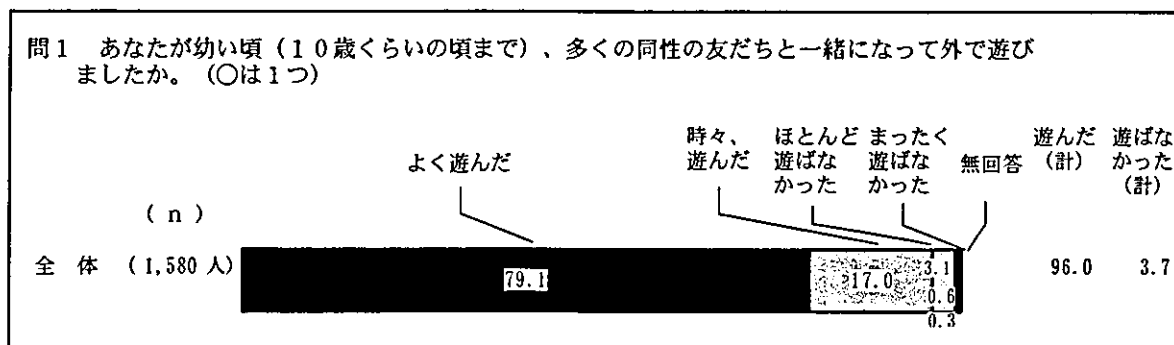 問1　あなたが幼い頃（１０歳くらいの頃まで）、多くの同性の友だちと一緒になって外で遊び
ましたか。（○は１つ）
よく遊んだ
時々、
遊んだ
ほとんど
遊ばな
かった
まったく
遊ばな
かった
無回答
遊んだ
（計）
遊ばな
かった
（計）
（ｎ）
全　体　（1,580 人）
79.1
17.0
3.1
0.6
0.3
96.0
3.7